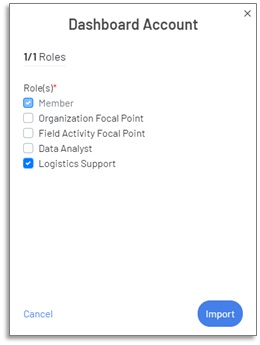 Dashboard Account
1/1 Roles
Role(s)*
Member
Organization Focal Point
Field Activity Focal Point
Data Analyst
Logistics Support
Cancel
Import